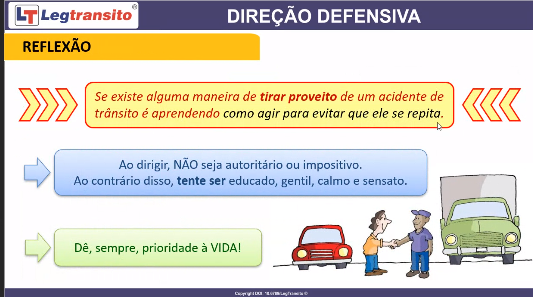 LT Legtransito®
DIREÇÃO DEFENSIVA
REFLEXÃO
Se existe alguma maneira de tirar proveito de um acidente de
trânsito é aprendendo como agir para evitar que ele se repita.
Ao dirigir, NÃO seja autoritário ou impositivo.
Ao contrário disso, tente ser educado, gentil, calmo e sensato.
Dê, sempre, prioridade à VIDA!
Copyright